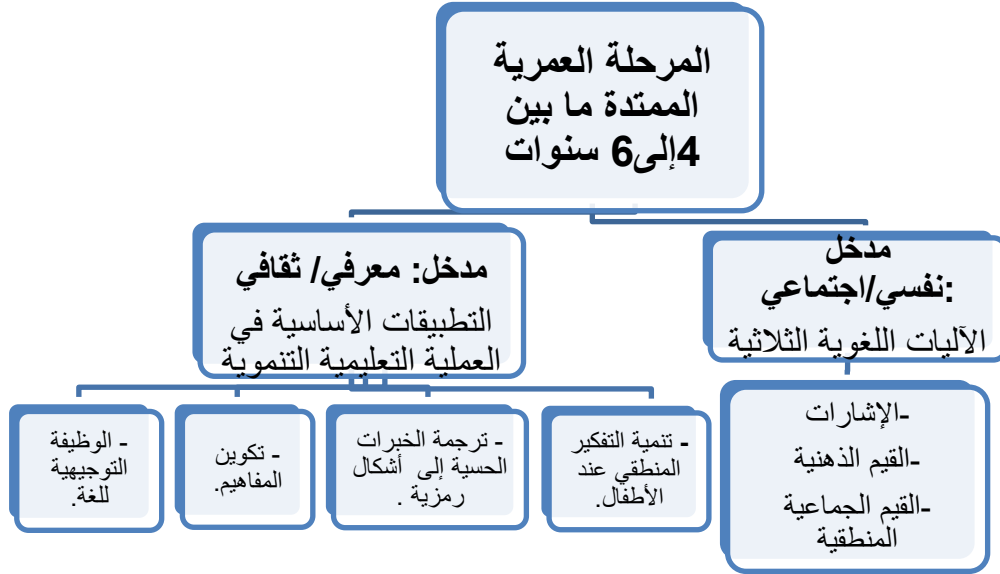 المرحلة العمرية
الممتدة ما بين
4إلى6 سنوات
مدخل
نفسي/اجتماعي:
الآليات اللغوية الثلاثية
-الإشارات
-القيم الذهنية
-القيم الجماعية
المنطقية
مدخل: معرفي/ ثقافي
التطبيقات الأساسية في
العملية التعليمية التنموية
- تنمية التفكير
المنطقي عند
الأطفال.
- ترجمة الخبرات
الحسية إلى أشكال
رمزية .
- تكوين
المفاهيم.
- الوظيفة
التوجيهية
للغة.